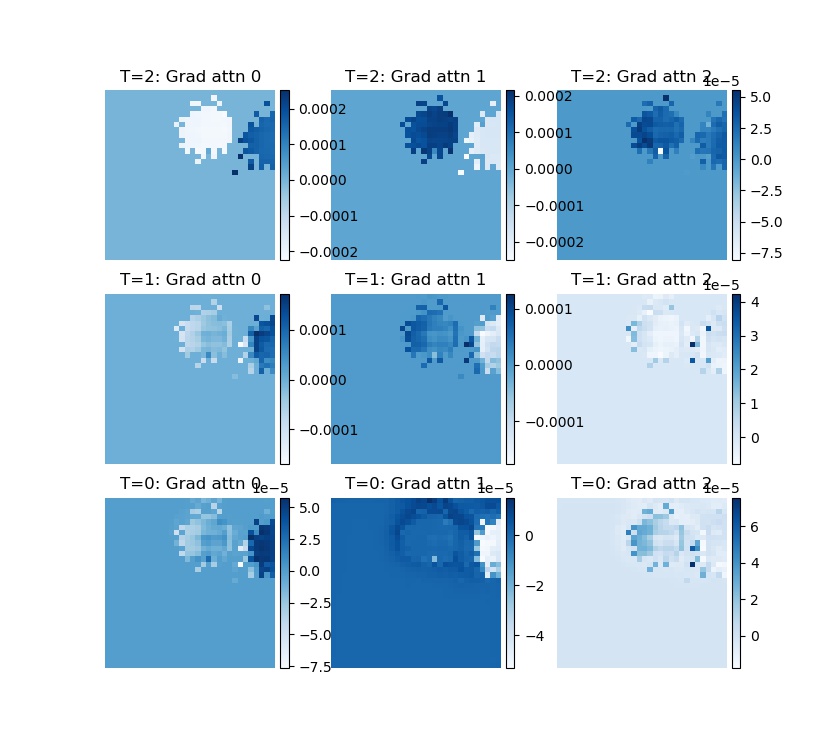 T=2: Grad attn 0
0.0002
0.0001
0.0000
−0.0001
−0.0002
T=2: Grad attn 1
0.0002
0.0001
0.0000
−0.0001
−0.0002
T=2: Grad attn 2
1e−5
5.0
2.5
0.0
−2.5
−5.0
−7.5
T=1: Grad attn 0
0.0001
0.0000
−0.0001
T=1: Grad attn 1
0.0001
0.0000
−0.0001
T=1: Grad attn 2
1e−5
4
3
2
1
0
T=0: Grad attn 0
1e−5
5.0
2.5
0.0
−2.5
−5.0
−7.5
T=0: Grad attn 1
1e−5
0
−2
−4
T=0: Grad attn 2
1e−5
6
4
2
0